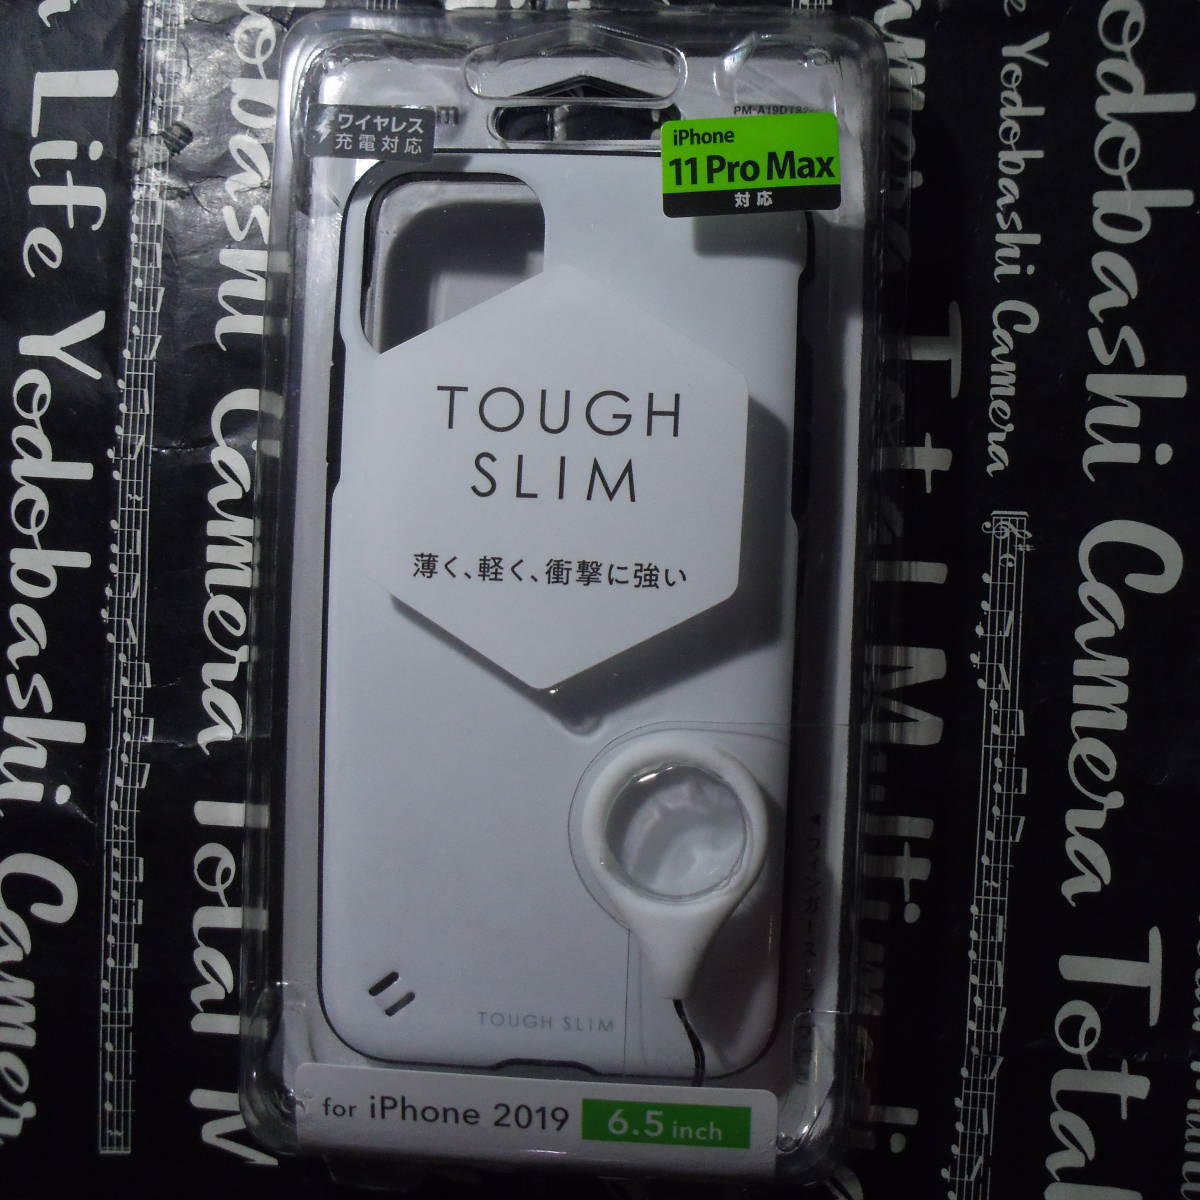 ワイヤレス
充電対応
iPhone
11 Pro Max
対応
TOUGH
SLIM
薄く、軽く、衝撃に強い
TOUGH SLIM
for iPhone 2019
6.5 inch
Life Yodobashi Camera
Yodobashi Camera Total
Yodobashi Camera
Yodobashi Camera Total